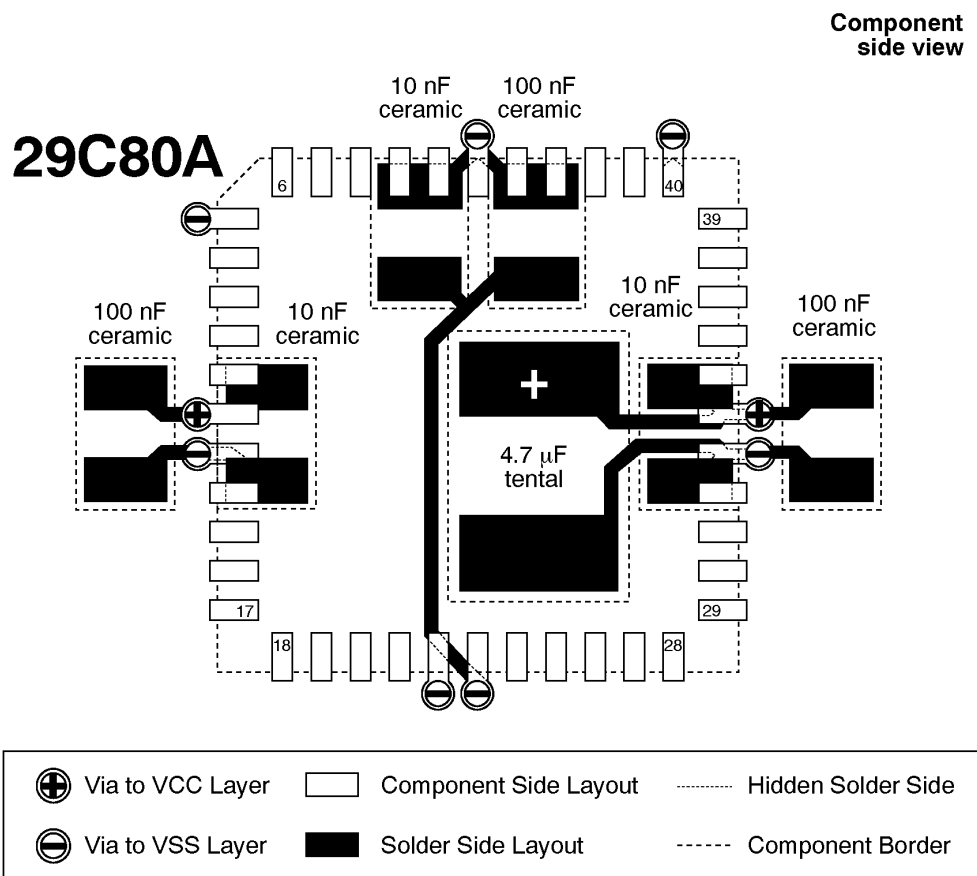 Component
side view
10 nF
ceramic
100 nF
ceramic
29C80A
6
40
39
10 nF
ceramic
100 nF
ceramic
100 nF
ceramic
10 nF
ceramic
+
4.7 µF
tental
17
29
18
28
Via to VCC Layer
Component Side Layout
Hidden Solder Side
Via to VSS Layer
Solder Side Layout
Component Border